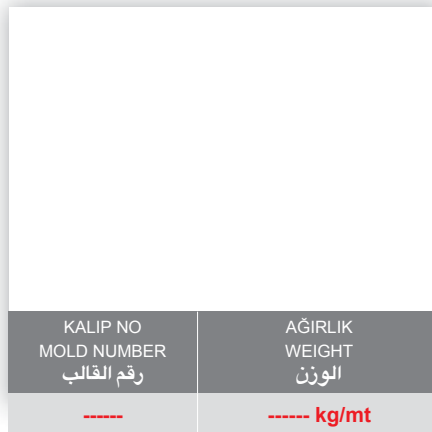 KALIP NO
MOLD NUMBER
رقم القالب
AĞIRLIK
WEIGHT
الوزن
------
------ kg/mt